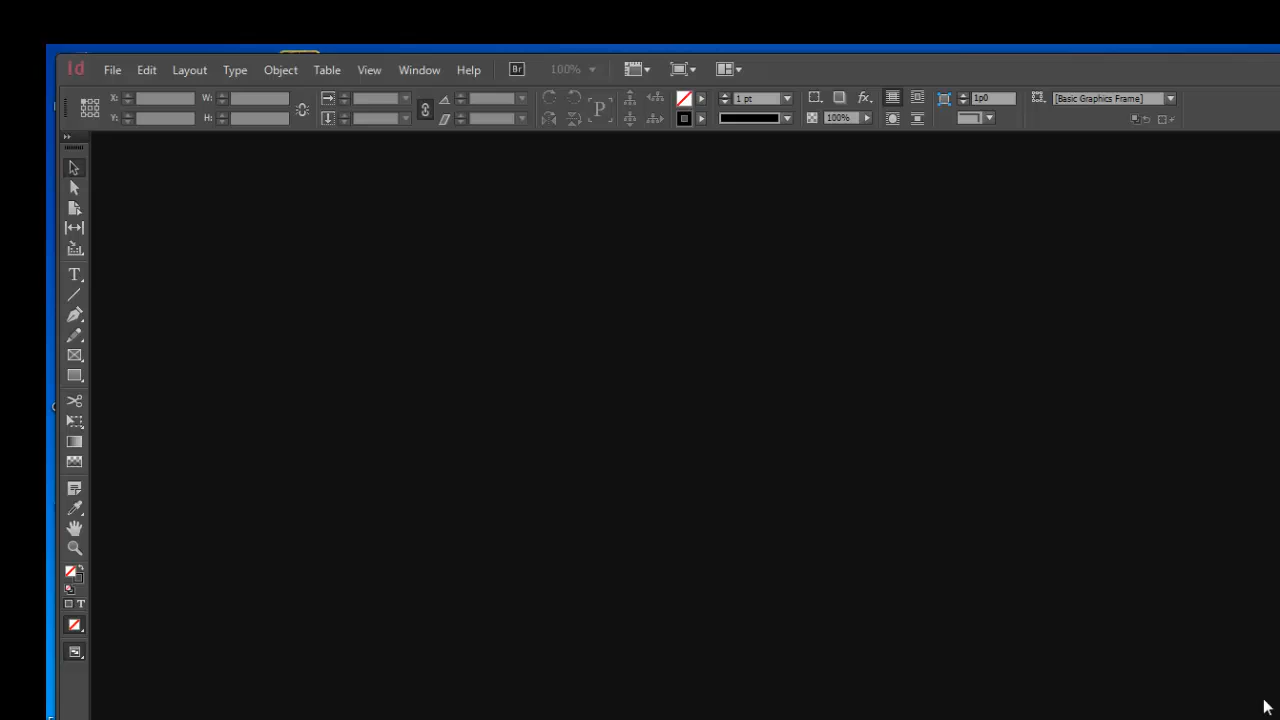 Id File Edit Layout Type Object Table View Window Help Br 100%
X: W: 1 pt 1p0 [Basic Graphics Frame]
Y: H: P 100%
fx
T
T